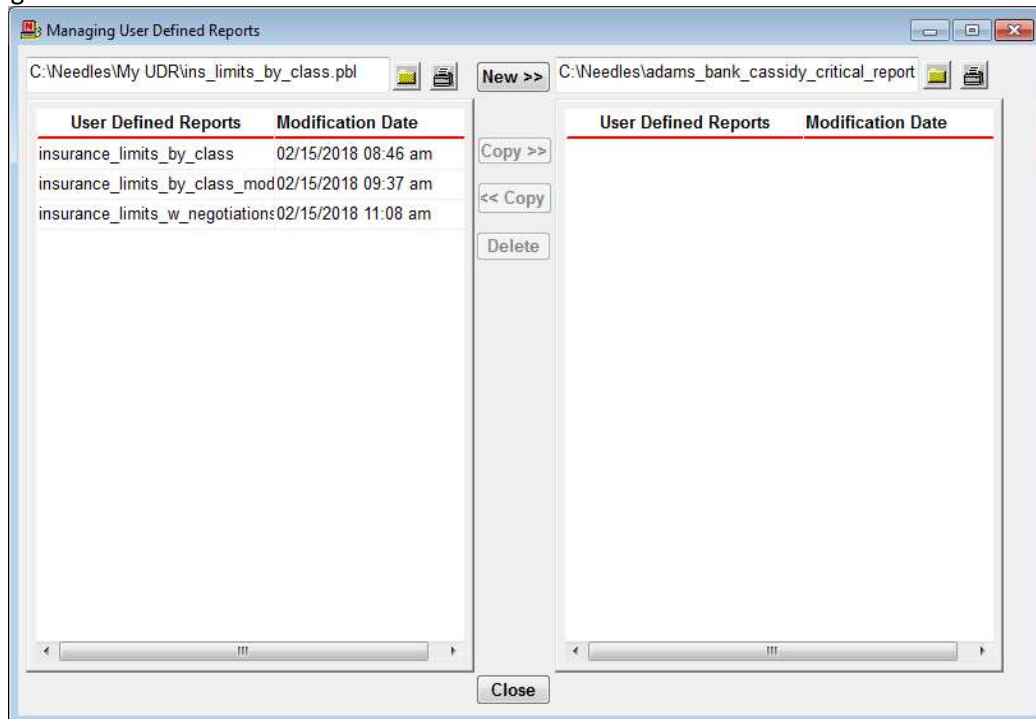 Managing User Defined Reports
C:\Needles\My UDR\ins_limits_by_class.pbl
New >>
C:\Needles\adams_bank_cassidy_critical_report
User Defined Reports Modification Date
User Defined Reports Modification Date
insurance_limits_by_class 02/15/2018 08:46 am
Copy >>
insurance_limits_by_class_mod 02/15/2018 09:37 am
<< Copy
insurance_limits_w_negotiations 02/15/2018 11:08 am
Delete
Close